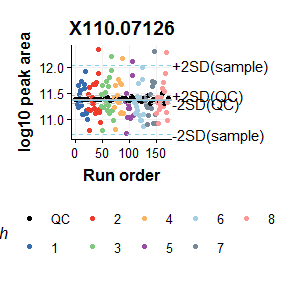 X110.07126
log10 peak area
12.0
11.5
11.0
+2SD(sample)
+2SD(QC)
-2SD(QC)
-2SD(sample)
0 50 100 150
Run order
h
QC 2 4 6 8
1 3 5 7